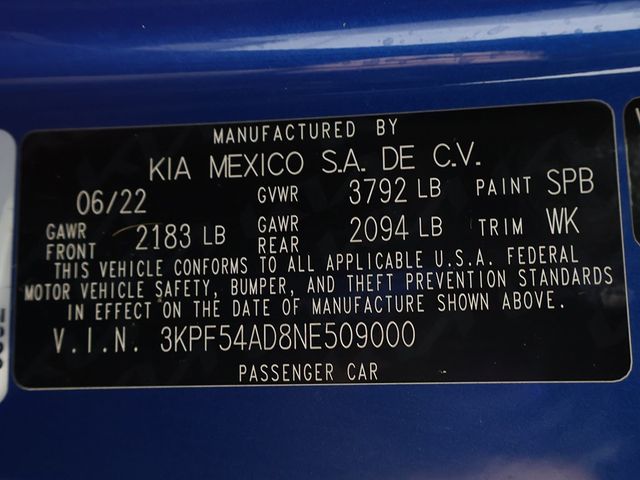 MANUFACTURED BY
KIA MEXICO S.A. DE C.V.
06/22 GVWR 3792 LB PAINT SPB
GAWR FRONT 2183 LB GAWR REAR 2094 LB TRIM WK
THIS VEHICLE CONFORMS TO ALL APPLICABLE U.S.A. FEDERAL
MOTOR VEHICLE SAFETY, BUMPER, AND THEFT PREVENTION STANDARDS
IN EFFECT ON THE DATE OF MANUFACTURE SHOWN ABOVE.
V.I.N. 3KPF54AD8NE509000
PASSENGER CAR